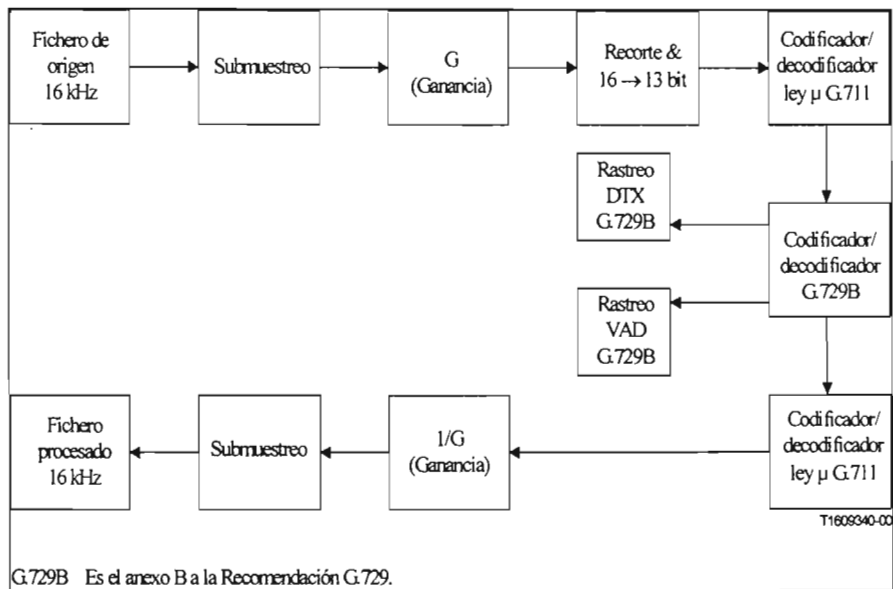 Fichero de
origen
16 kHz
Submuestreo
G
(Ganancia)
Recorte &
16 → 13 bit
Codificador/
decodificador
ley µ G.711
Rastreo
DTX
G.729B
Codificador/
decodificador
G.729B
Rastreo
VAD
G.729B
Fichero
procesado
16 kHz
Submuestreo
1/G
(Ganancia)
Codificador/
decodificador
ley µ G.711
T1609340-00
G.729B Es el anexo B a la Recomendación G.729.